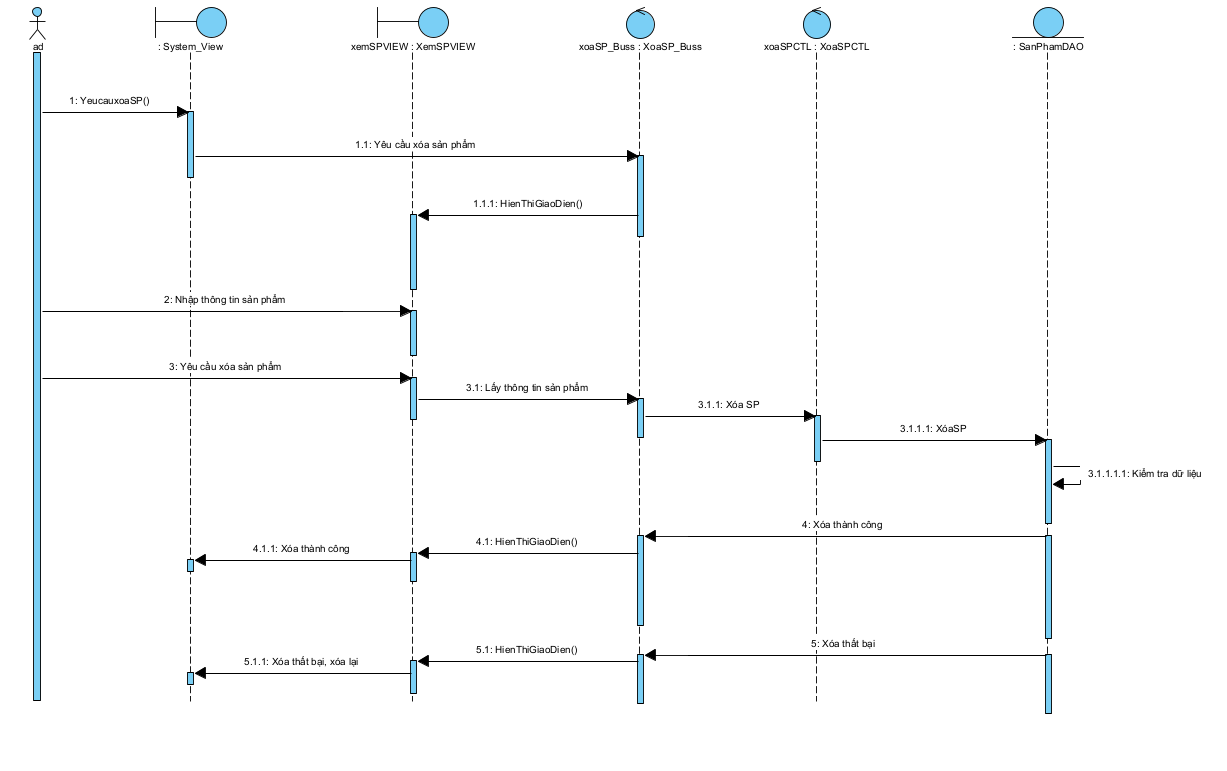 ad
: System_View
xemSPVIEW : XemSPVIEW
xoaSP_Buss : XoaSP_Buss
xoaSPCTL : XoaSPCTL
: SanPhamDAO
1: YeucauxoaSP()
1.1: Yêu cầu xóa sản phẩm
1.1.1: HienThiGiaoDien()
2: Nhập thông tin sản phẩm
3: Yêu cầu xóa sản phẩm
3.1: Lấy thông tin sản phẩm
3.1.1: Xóa SP
3.1.1.1: XóaSP
3.1.1.1.1: Kiểm tra dữ liệu
4: Xóa thành công
4.1: HienThiGiaoDien()
4.1.1: Xóa thành công
5: Xóa thất bại
5.1: HienThiGiaoDien()
5.1.1: Xóa thất bại, xóa lại